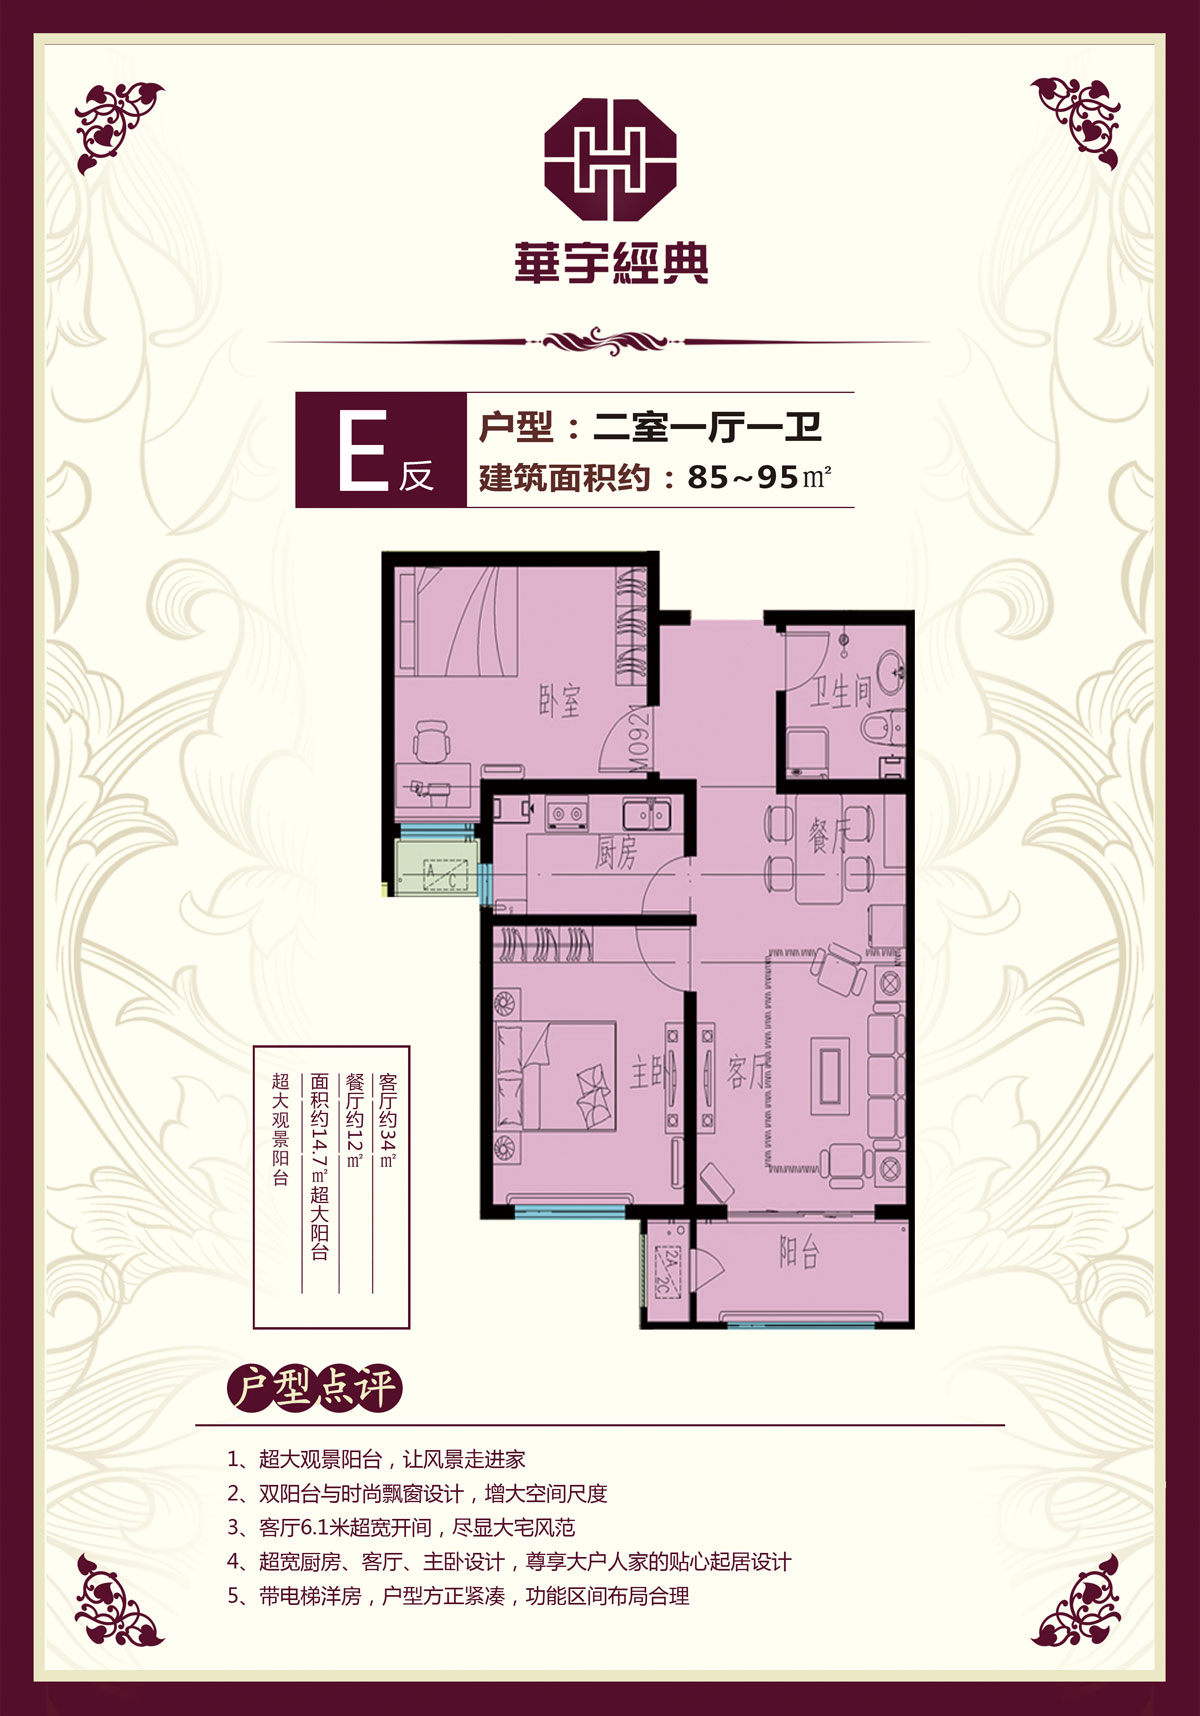 華宇經典
E反
户型：二室一厅一卫
建筑面积约：85~95㎡
卧室
M0921
卫生间
厨房
餐厅
A
C
主卧
客厅
阳台
2A
2C
客厅约34㎡
餐厅约12㎡
面积约14.7㎡超大阳台
超大观景阳台
户型点评
1、超大观景阳台，让风景走进家
2、双阳台与时尚飘窗设计，增大空间尺度
3、客厅6.1米超宽开间，尽显大宅风范
4、超宽厨房、客厅、主卧设计，尊享大户人家的贴心起居设计
5、带电梯洋房，户型方正紧凑，功能区间布局合理